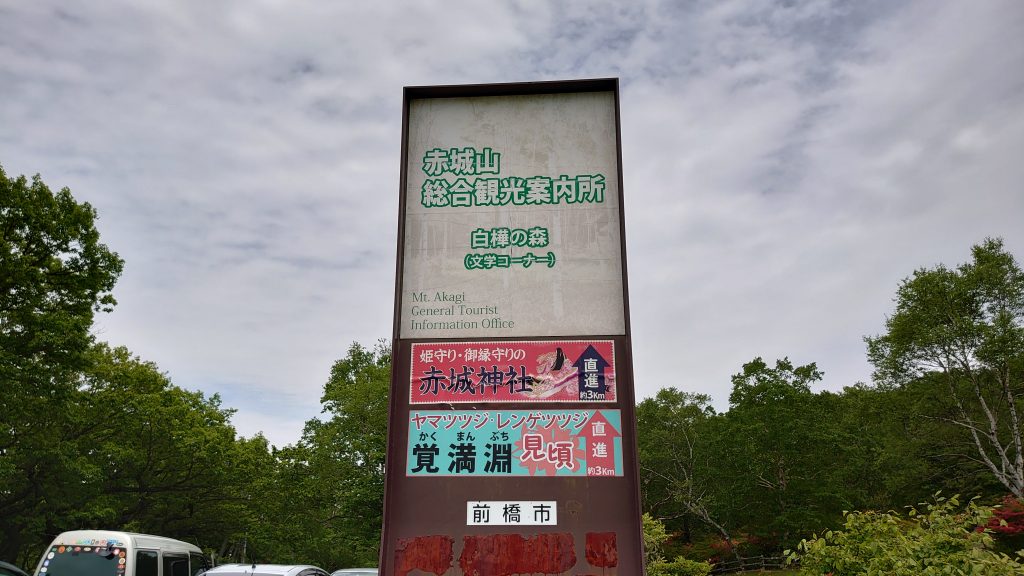 赤城山
総合観光案内所
白樺の森
(文学コーナー)
Mt. Akagi
General Tourist
Information Office
姫守り・御縁守りの
赤城神社
直進
約3Km
ヤマツツジ・レンゲツツジ
かく まん ぶち
覚満淵
見頃
直進
約3Km
前橋市